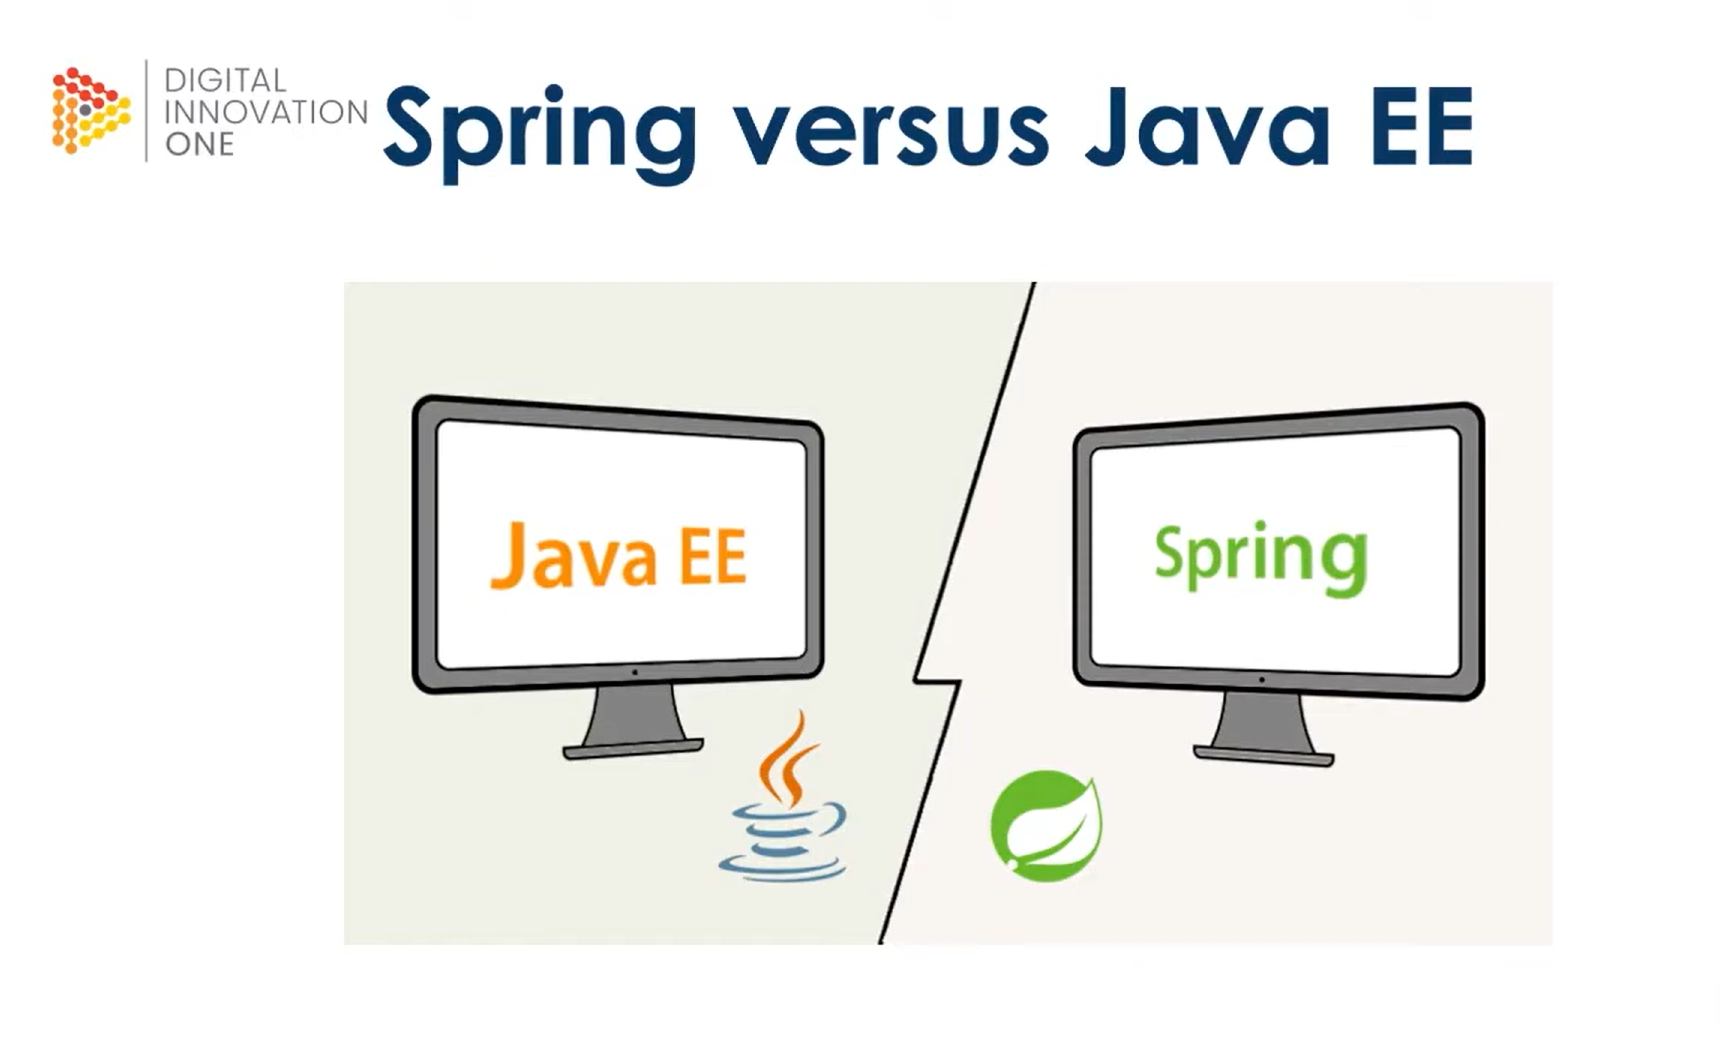 DIGITAL
INNOVATION
ONE
Spring versus Java EE
Java EE
Spring